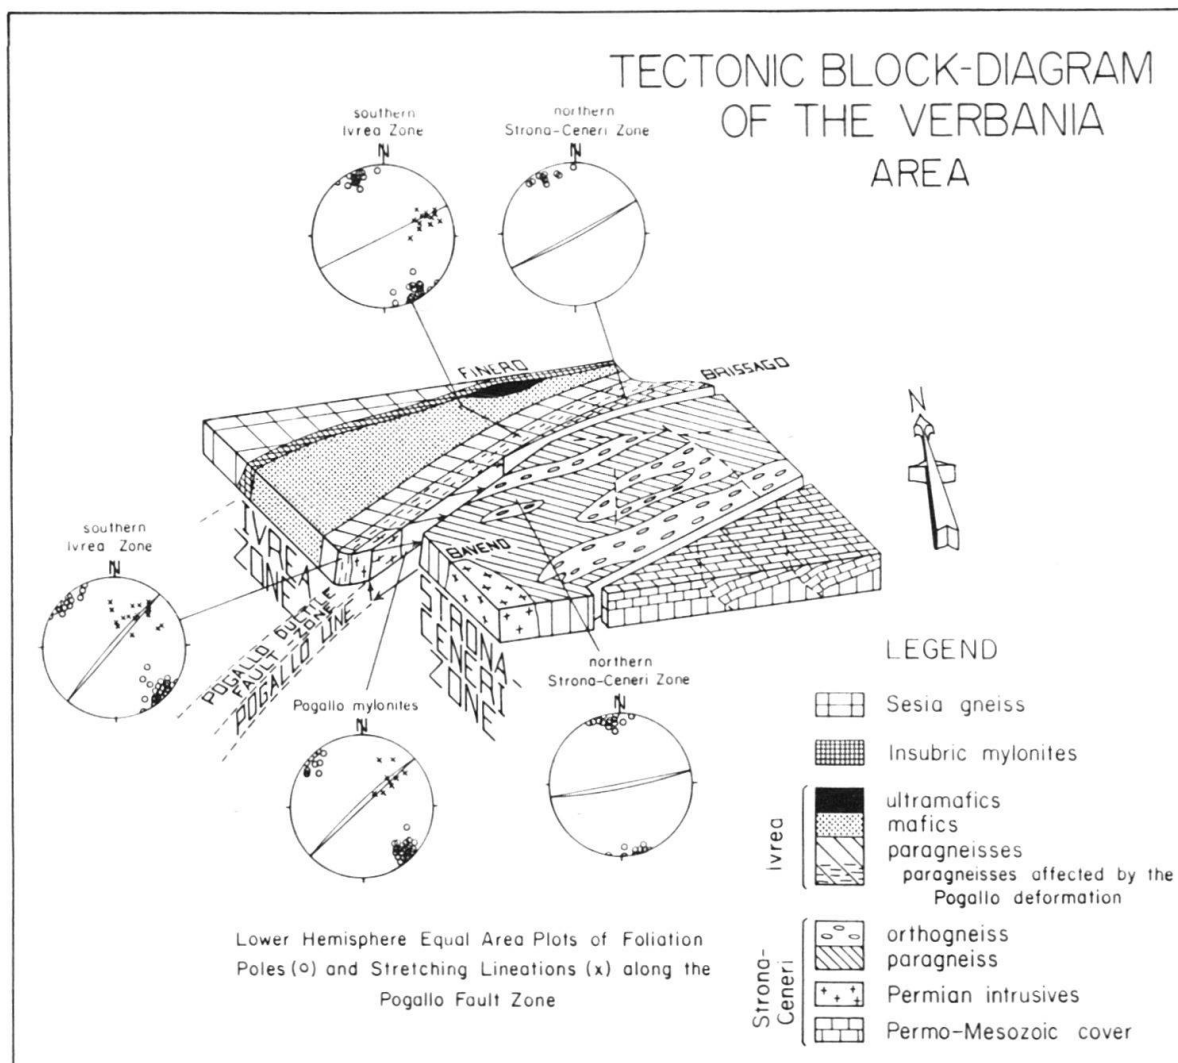 TECTONIC BLOCK-DIAGRAM
OF THE VERBANIA
AREA
southern
Ivrea Zone
N
northern
Strona-Ceneri Zone
N
FINERO
BRISSAGO
N
IVREA
ZONE
BAVENO
STRONA
CENERI
ZONE
POGALLO DUCTILE
FAULT ZONE
POGALLO LINE
southern
Ivrea Zone
N
Pogallo mylonites
N
northern
Strona-Ceneri Zone
N
Lower Hemisphere Equal Area Plots of Foliation
Poles (o) and Stretching Lineations (x) along the
Pogallo Fault Zone
LEGEND
Sesia gneiss
Insubric mylonites
Ivrea
ultramafics
mafics
paragneisses
paragneisses affected by the
Pogallo deformation
Strona-
Ceneri
orthogneiss
paragneiss
Permian intrusives
Permo-Mesozoic cover